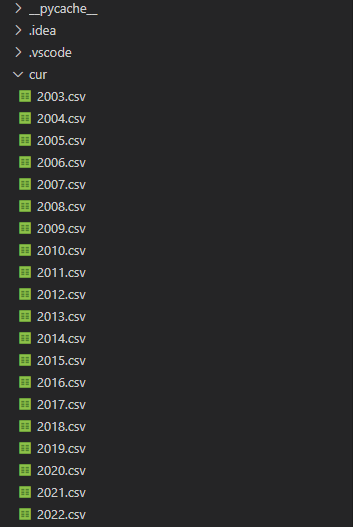 __pycache__
.idea
.vscode
cur
2003.csv
2004.csv
2005.csv
2006.csv
2007.csv
2008.csv
2009.csv
2010.csv
2011.csv
2012.csv
2013.csv
2014.csv
2015.csv
2016.csv
2017.csv
2018.csv
2019.csv
2020.csv
2021.csv
2022.csv